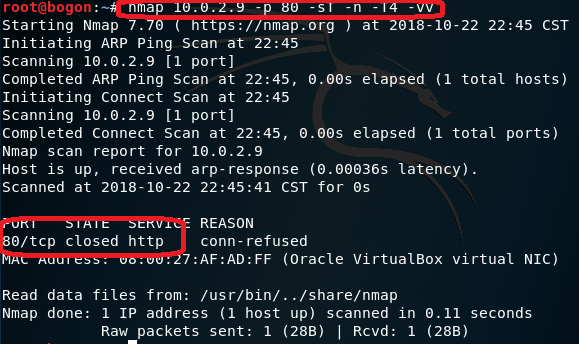 root@bogon:~# nmap 10.0.2.9 -p 80 -sT -n -T4 -vv
Starting Nmap 7.70 ( https://nmap.org ) at 2018-10-22 22:45 CST
Initiating ARP Ping Scan at 22:45
Scanning 10.0.2.9 [1 port]
Completed ARP Ping Scan at 22:45, 0.00s elapsed (1 total hosts)
Initiating Connect Scan at 22:45
Scanning 10.0.2.9 [1 port]
Completed Connect Scan at 22:45, 0.00s elapsed (1 total ports)
Nmap scan report for 10.0.2.9
Host is up, received arp-response (0.00036s latency).
Scanned at 2018-10-22 22:45:41 CST for 0s
PORT STATE SERVICE REASON
80/tcp closed http conn-refused
MAC Address: 08:00:27:AF:AD:FF (Oracle VirtualBox virtual NIC)
Read data files from: /usr/bin/../share/nmap
Nmap done: 1 IP address (1 host up) scanned in 0.11 seconds
Raw packets sent: 1 (28B) | Rcvd: 1 (28B)